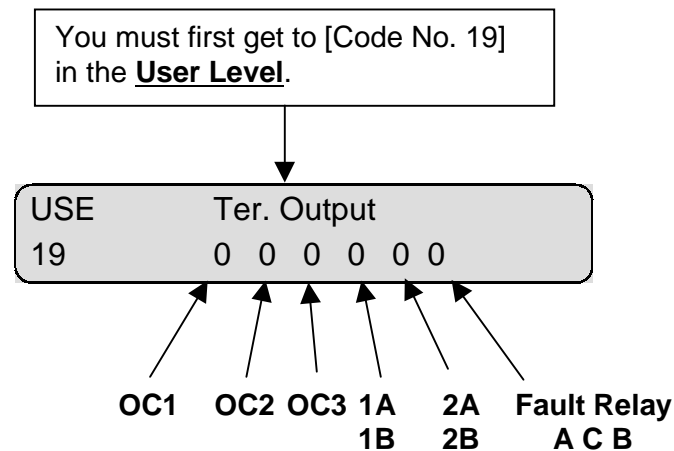 You must first get to [Code No. 19]
in the User Level.
USE Ter. Output
19 0 0 0 0 0 0
OC1 OC2 OC3 1A 2A Fault Relay
1B 2B A C B